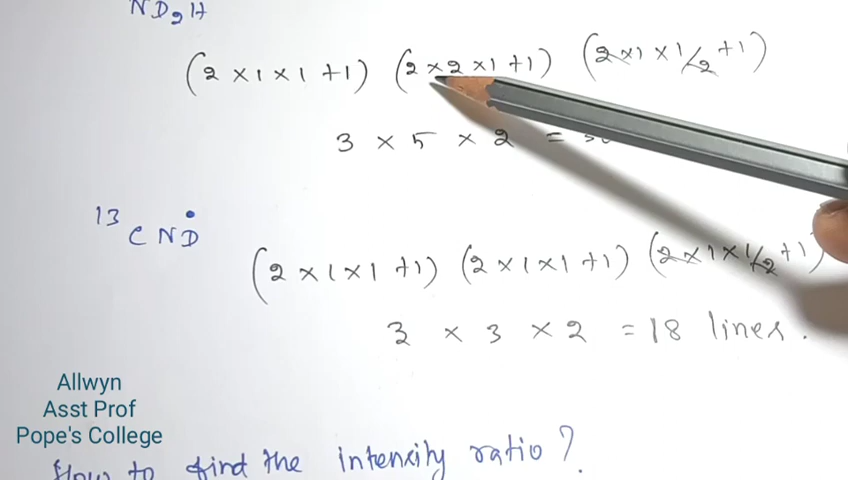 ND2H
(2 × 1 × 1 + 1) (2 × 2 × 1 + 1) (2 × 1 × 1/2 + 1)
3 × 5 × 2 =
13CND
(2 × 1 × 1 + 1) (2 × 1 × 1 + 1) (2 × 1 × 1/2 + 1)
3 × 3 × 2 = 18 lines.
Allwyn
Asst Prof
Pope's College
How to find the intensity ratio?